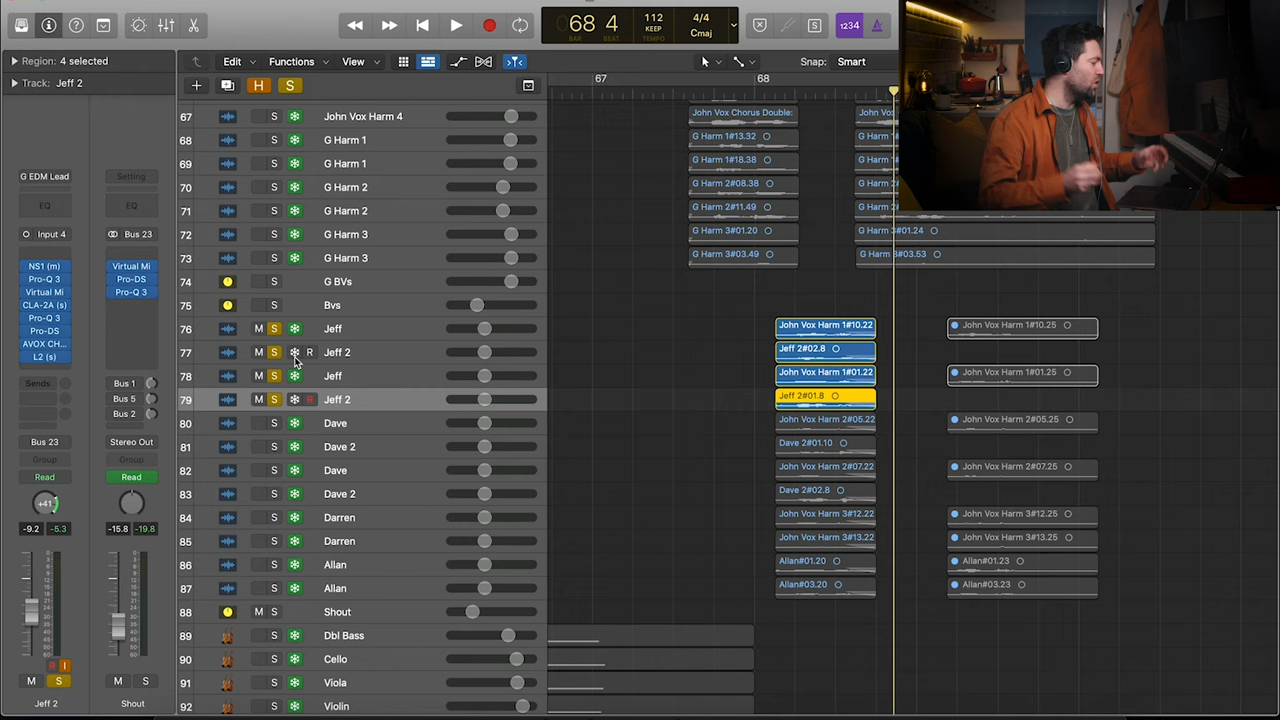 68 4
BAR BEAT
112
KEEP
TEMPO
4/4
Cmaj
S
1234
Region: 4 selected
Track: Jeff 2
Edit
Functions
View
Snap: Smart
H
S
67
68
67 S John Vox Harm 4
John Vox Chorus Double:
John Vo
68 S G Harm 1
G Harm 1#13.32
G Harm 1#
69 S G Harm 1
G Harm 1#18.38
70 S G Harm 2
G Harm 2#08.38
71 S G Harm 2
G Harm 2#11.49
72 S G Harm 3
G Harm 3#01.20
G Harm 3#01.24
73 S G Harm 3
G Harm 3#03.49
G Harm 3#03.53
74 S G BVs
75 S Bvs
76 M S Jeff
John Vox Harm 1#10.22
John Vox Harm 1#10.25
77 M S R Jeff 2
Jeff 2#02.8
78 M S Jeff
John Vox Harm 1#01.22
John Vox Harm 1#01.25
79 M S R Jeff 2
Jeff 2#01.8
80 S Dave
John Vox Harm 2#05.22
John Vox Harm 2#05.25
81 S Dave 2
Dave 2#01.10
82 S Dave
John Vox Harm 2#07.22
John Vox Harm 2#07.25
83 S Dave 2
Dave 2#02.8
84 S Darren
John Vox Harm 3#12.22
John Vox Harm 3#12.25
85 S Darren
John Vox Harm 3#13.22
John Vox Harm 3#13.25
86 S Allan
Allan#01.20
Allan#01.23
87 S Allan
Allan#03.20
Allan#03.23
88 M S Shout
89 S Dbl Bass
90 S Cello
91 S Viola
92 S Violin
G EDM Lead
Setting
EQ
EQ
Input 4
Bus 23
NS1 (m)
Virtual Mi
Pro-Q 3
Pro-DS
Virtual Mi
Pro-Q 3
CLA-2A (s)
Pro-Q 3
Pro-DS
AVOX CH...
L2 (s)
Sends
Bus 1
Bus 5
Bus 2
Bus 23
Stereo Out
Group
Group
Read
Read
+41
-9.2 -5.3
-15.8 -19.8
R I
M S
M S
Jeff 2
Shout